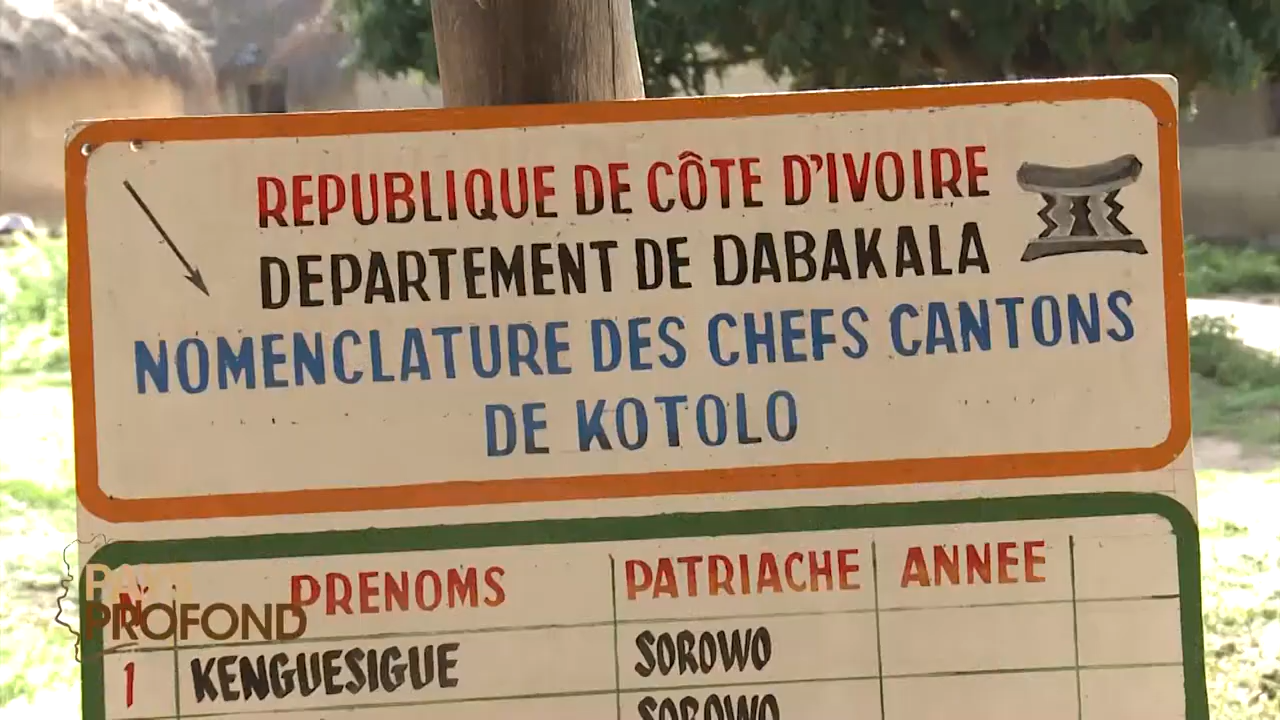 REPUBLIQUE DE CÔTE D'IVOIRE
DEPARTEMENT DE DABAKALA
NOMENCLATURE DES CHEFS CANTONS
DE KOTOLO
N° PRENOMS PATRIACHE ANNEE
1 KENGUESIGUE SOROWO
SOROWO
PAYS
PROFOND